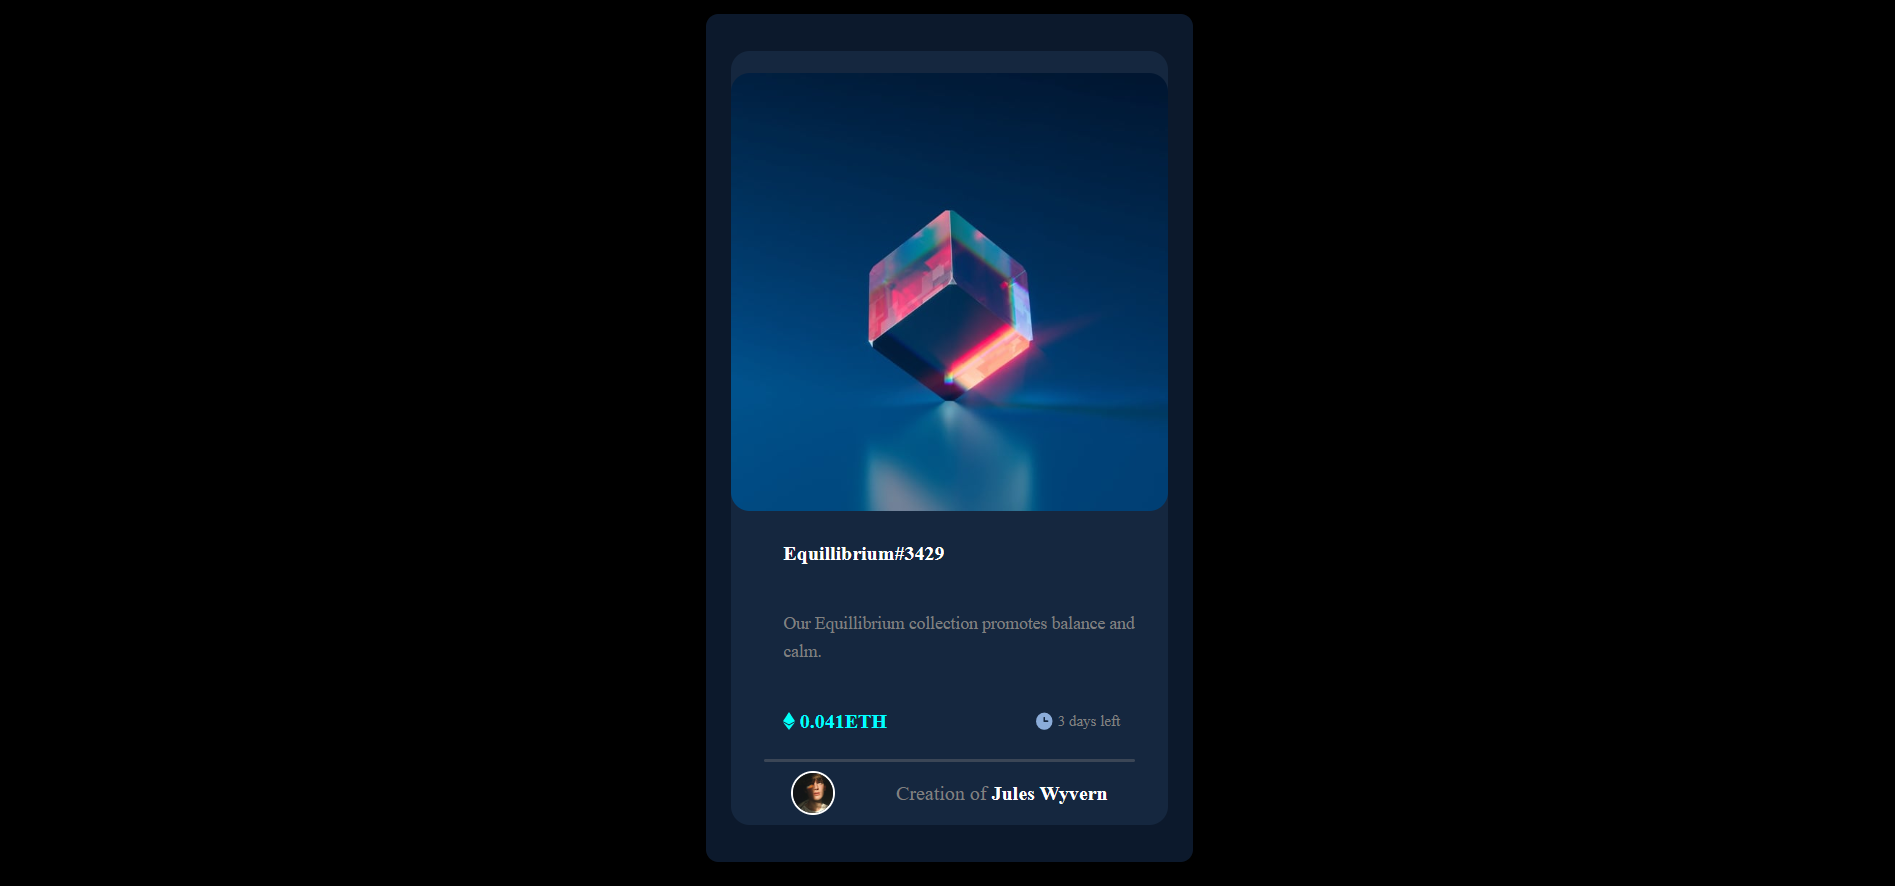 Equillibrium#3429
Our Equillibrium collection promotes balance and
calm.
0.041ETH
3 days left
Creation of Jules Wyvern